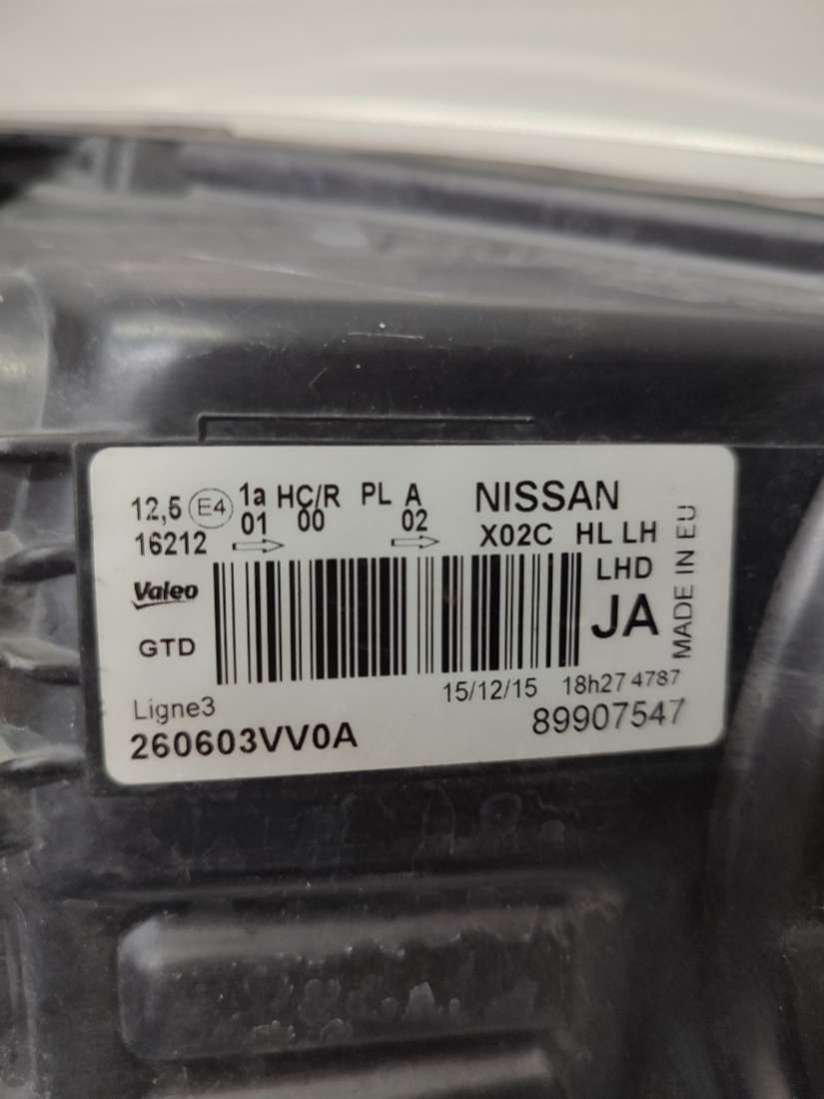 12,5 E4 1a HC/R PL A NISSAN
01 00 02
16212 X02C HL LH
Valeo LHD
JA
GTD
MADE IN EU
15/12/15 18h27 4787
Ligne3
260603VV0A 89907547